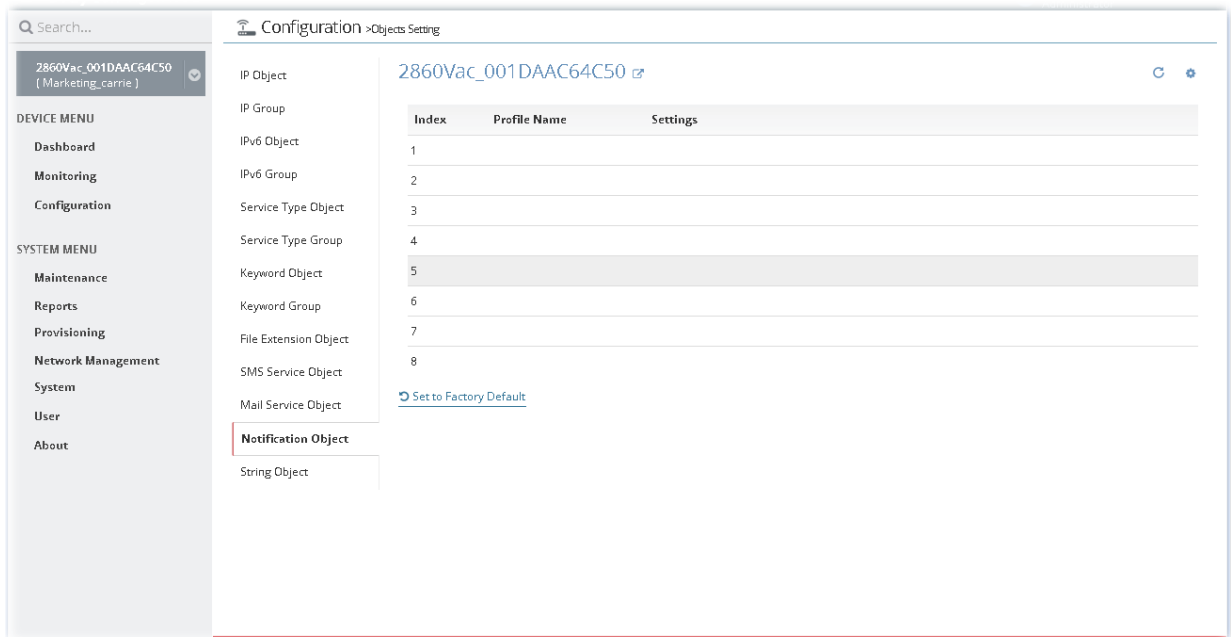 Search...
2860Vac_001DAAC64C50
( Marketing_carrie )
DEVICE MENU
Dashboard
Monitoring
Configuration
SYSTEM MENU
Maintenance
Reports
Provisioning
Network Management
System
User
About
Configuration >Objects Setting
IP Object
IP Group
IPv6 Object
IPv6 Group
Service Type Object
Service Type Group
Keyword Object
Keyword Group
File Extension Object
SMS Service Object
Mail Service Object
Notification Object
String Object
2860Vac_001DAAC64C50
Index Profile Name Settings
1
2
3
4
5
6
7
8
Set to Factory Default